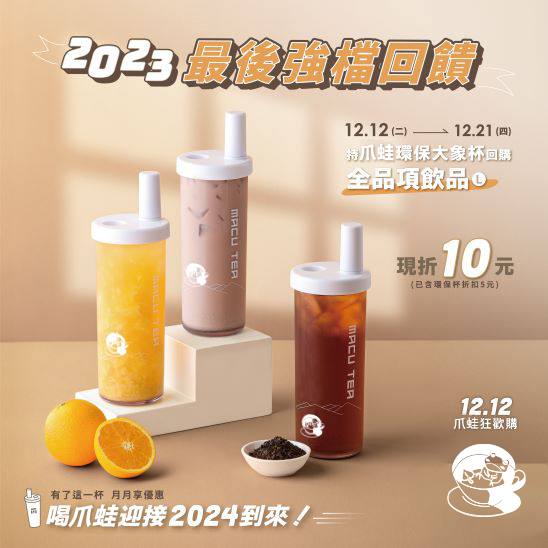 2023 最後強檔回饋
12.12(二) → 12.21(四)
持爪蛙環保大象杯回購
全品項飲品L
現折10元
(已含環保杯折扣5元)
MACU TEA
MACU TEA
MACU TEA
12.12
爪蛙狂歡購
有了這一杯 月月享優惠
喝爪蛙迎接2024到來！